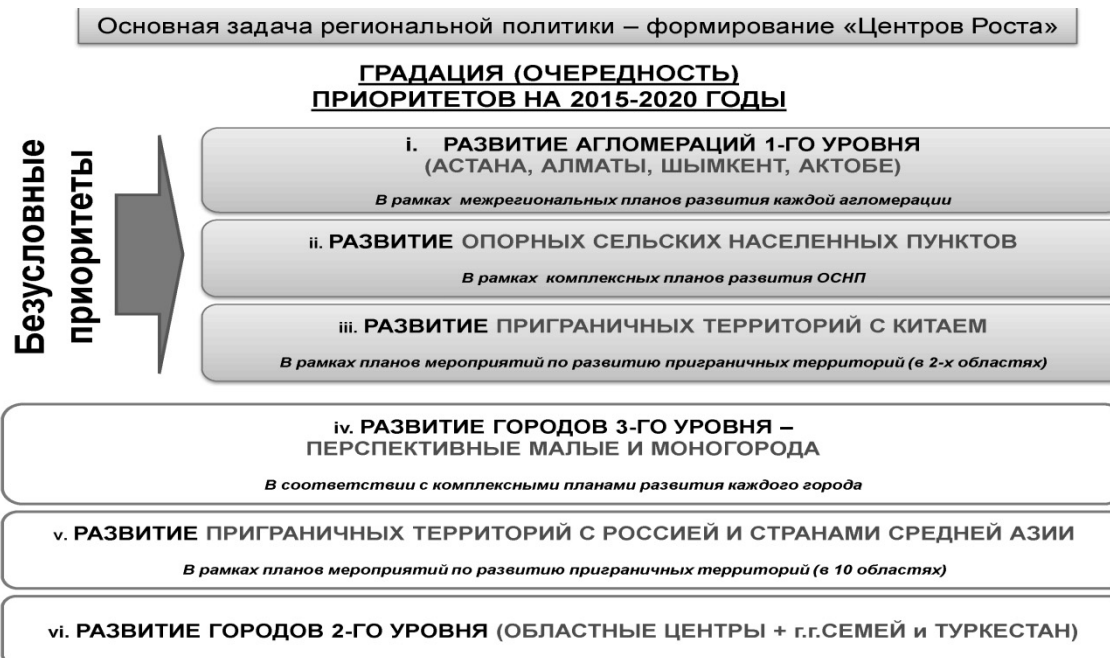 Основная задача региональной политики – формирование «Центров Роста»
ГРАДАЦИЯ (ОЧЕРЕДНОСТЬ)
ПРИОРИТЕТОВ НА 2015-2020 ГОДЫ
Безусловные
приоритеты
i. РАЗВИТИЕ АГЛОМЕРАЦИЙ 1-ГО УРОВНЯ
(АСТАНА, АЛМАТЫ, ШЫМКЕНТ, АКТОБЕ)
В рамках межрегиональных планов развития каждой агломерации
ii. РАЗВИТИЕ ОПОРНЫХ СЕЛЬСКИХ НАСЕЛЕННЫХ ПУНКТОВ
В рамках комплексных планов развития ОСНП
iii. РАЗВИТИЕ ПРИГРАНИЧНЫХ ТЕРРИТОРИЙ С КИТАЕМ
В рамках планов мероприятий по развитию приграничных территорий (в 2-х областях)
iv. РАЗВИТИЕ ГОРОДОВ 3-ГО УРОВНЯ –
ПЕРСПЕКТИВНЫЕ МАЛЫЕ И МОНОГОРОДА
В соответствии с комплексными планами развития каждого города
v. РАЗВИТИЕ ПРИГРАНИЧНЫХ ТЕРРИТОРИЙ С РОССИЕЙ И СТРАНАМИ СРЕДНЕЙ АЗИИ
В рамках планов мероприятий по развитию приграничных территорий (в 10 областях)
vi. РАЗВИТИЕ ГОРОДОВ 2-ГО УРОВНЯ (ОБЛАСТНЫЕ ЦЕНТРЫ + г.г.СЕМЕЙ и ТУРКЕСТАН)